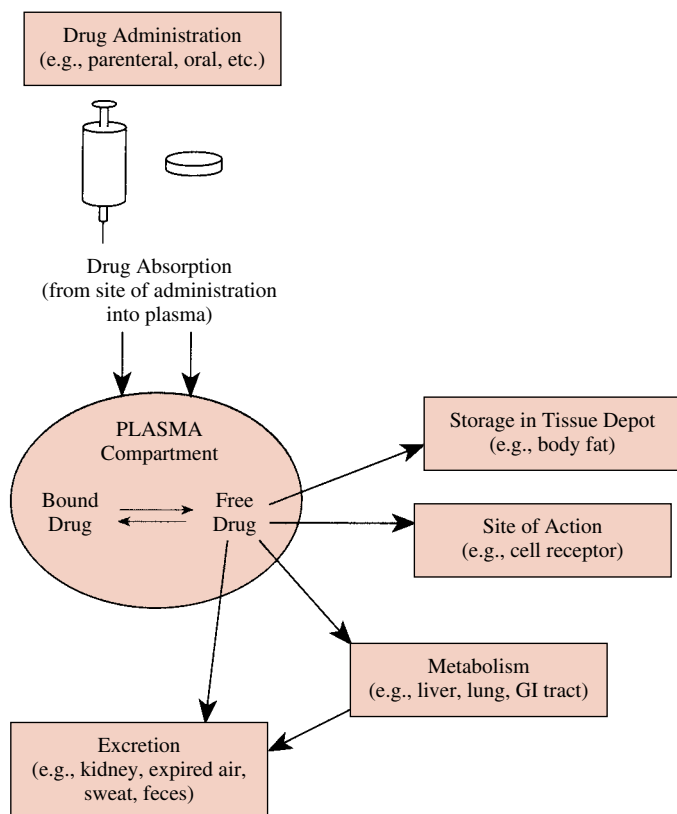 Drug Administration
(e.g., parenteral, oral, etc.)
Drug Absorption
(from site of administration
into plasma)
PLASMA
Compartment
Bound
Drug
Free
Drug
Storage in Tissue Depot
(e.g., body fat)
Site of Action
(e.g., cell receptor)
Metabolism
(e.g., liver, lung, GI tract)
Excretion
(e.g., kidney, expired air,
sweat, feces)